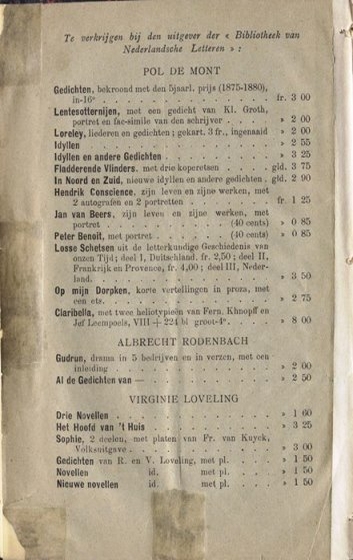 Te verkrijgen bij den uitgever der « Bibliotheek van
Nederlandsche Letteren » :
POL DE MONT
Gedichten, bekroond met den 5jaarl. prijs (1875-1880),
in-16° . . . . . . . . . . . . . fr. 3 00
Lentesotternijen, met een gedicht van Kl. Groth,
portret en fac-simile van den schrijver . . . » 2 00
Loreley, liederen en gedichten ; gekart. 3 fr., ingenaaid » 2 00
Idyllen . . . . . . . . . . . . » 2 55
Idyllen en andere Gedichten . . . . . . . » 3 25
Fladderende Vlinders. met drie koperetsen . . . gld. 3 75
In Noord en Zuid, nieuwe idyllen en andere gedichten . gld. 2 90
Hendrik Conscience, zijn leven en zijne werken, met
2 autografen en 2 portretten . . . . . . fr. 1 25
Jan van Beers, zijn leven en zijne werken, met
portret . . . . . . . . (40 cents) » 0 85
Peter Benoit, met portret . . . . (40 cents) » 0 85
Losse Schetsen uit de letterkundige Geschiedenis van
onzen Tijd ; deel I, Duitschland, fr. 2,50 ; deel II,
Frankrijk en Provence, fr. 4,00 ; deel III, Neder-
land. . . . . . . . . . . . . » 3 50
Op mijn Dorpken, korte vertellingen in proza, met
een ets. . . . . . . . . . . . » 2 75
Claribella, met twee heliotypieën van Fern. Khnopff en
Jef Leempoels, VIII + 224 bl groot-4°. . . . » 8 00
ALBRECHT RODENBACH
Gudrun, drama in 5 bedrijven en in verzen, met een
inleiding . . . . . . . . . . . » 2 00
Al de Gedichten van — . . . . . . . . » 2 50
VIRGINIE LOVELING
Drie Novellen . . . . . . . . . . » 1 60
Het Hoofd van 't Huis . . . . . . . . » 3 25
Sophie, 2 deelen, met platen van Fr. van Kuyck,
Volksuitgave . . . . . . . . . . » 3 00
Gedichten van R. en V. Loveling, met pl. . . . » 1 50
Novellen id. met pl. . . . » 1 50
Nieuwe novellen id. met pl. . . . » 1 50